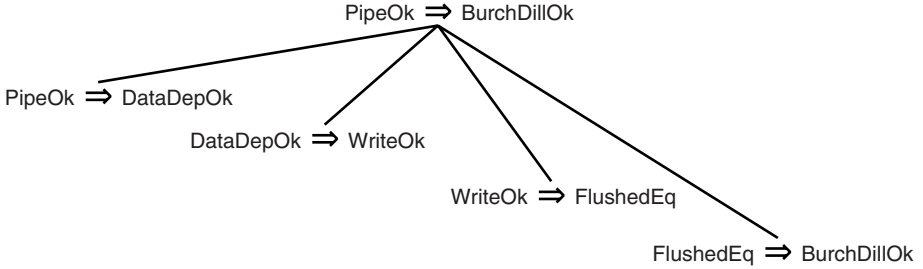 PipeOk ⇒ BurchDillOk
PipeOk ⇒ DataDepOk
DataDepOk ⇒ WriteOk
WriteOk ⇒ FlushedEq
FlushedEq ⇒ BurchDillOk